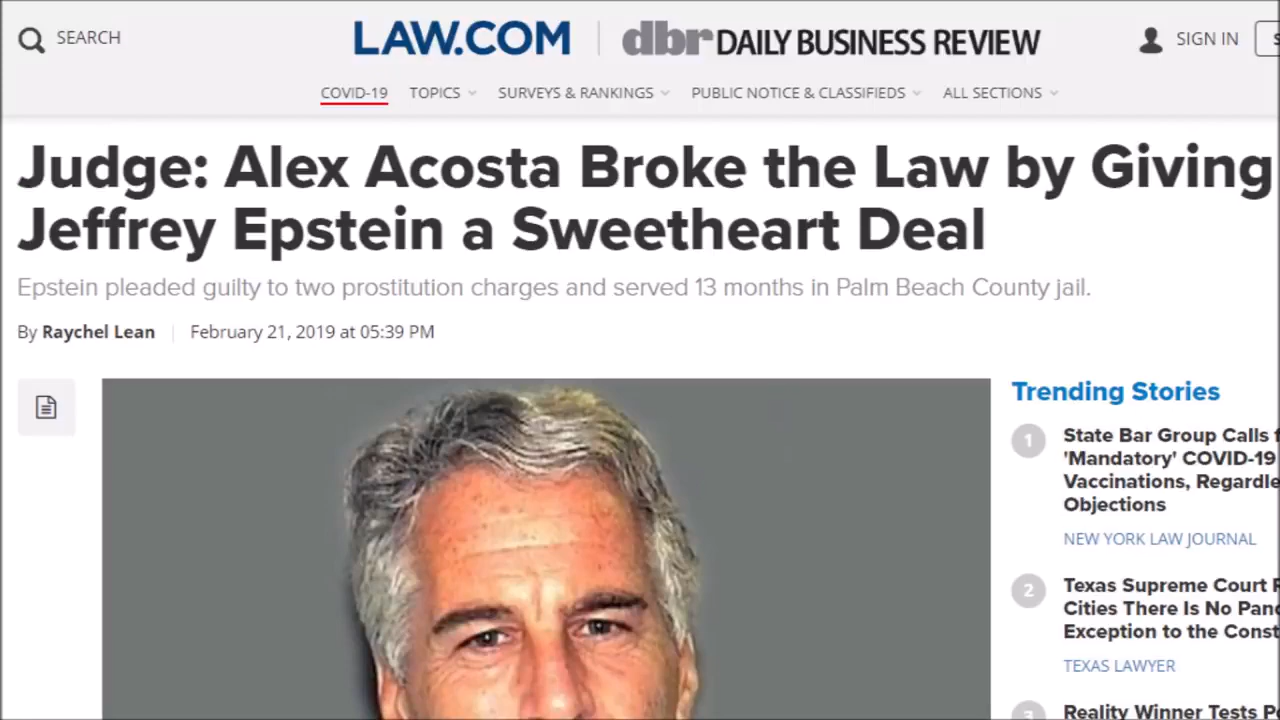 SEARCH
LAW.COM
dbr DAILY BUSINESS REVIEW
SIGN IN
COVID-19 TOPICS SURVEYS & RANKINGS PUBLIC NOTICE & CLASSIFIEDS ALL SECTIONS
Judge: Alex Acosta Broke the Law by Giving
Jeffrey Epstein a Sweetheart Deal
Epstein pleaded guilty to two prostitution charges and served 13 months in Palm Beach County jail.
By Raychel Lean February 21, 2019 at 05:39 PM
Trending Stories
1
State Bar Group Calls
'Mandatory' COVID-19
Vaccinations,
Objections
NEW YORK LAW JOURNAL
2
Texas Supreme Court
Cities There Is No
Exception to the
TEXAS LAWYER
3
Reality Winner Tests